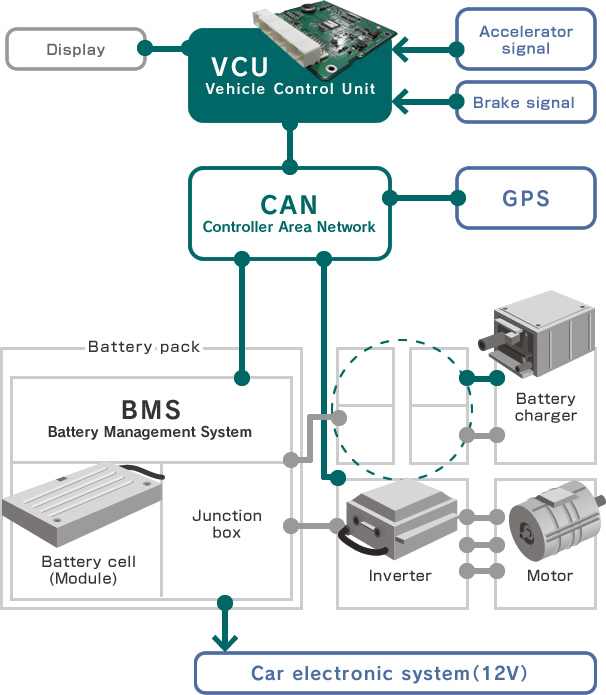 Display
VCU
Vehicle Control Unit
Accelerator
signal
Brake signal
CAN
Controller Area Network
GPS
Battery pack
BMS
Battery Management System
Battery
charger
Junction
box
Battery cell
(Module)
Inverter
Motor
Car electronic system(12V)